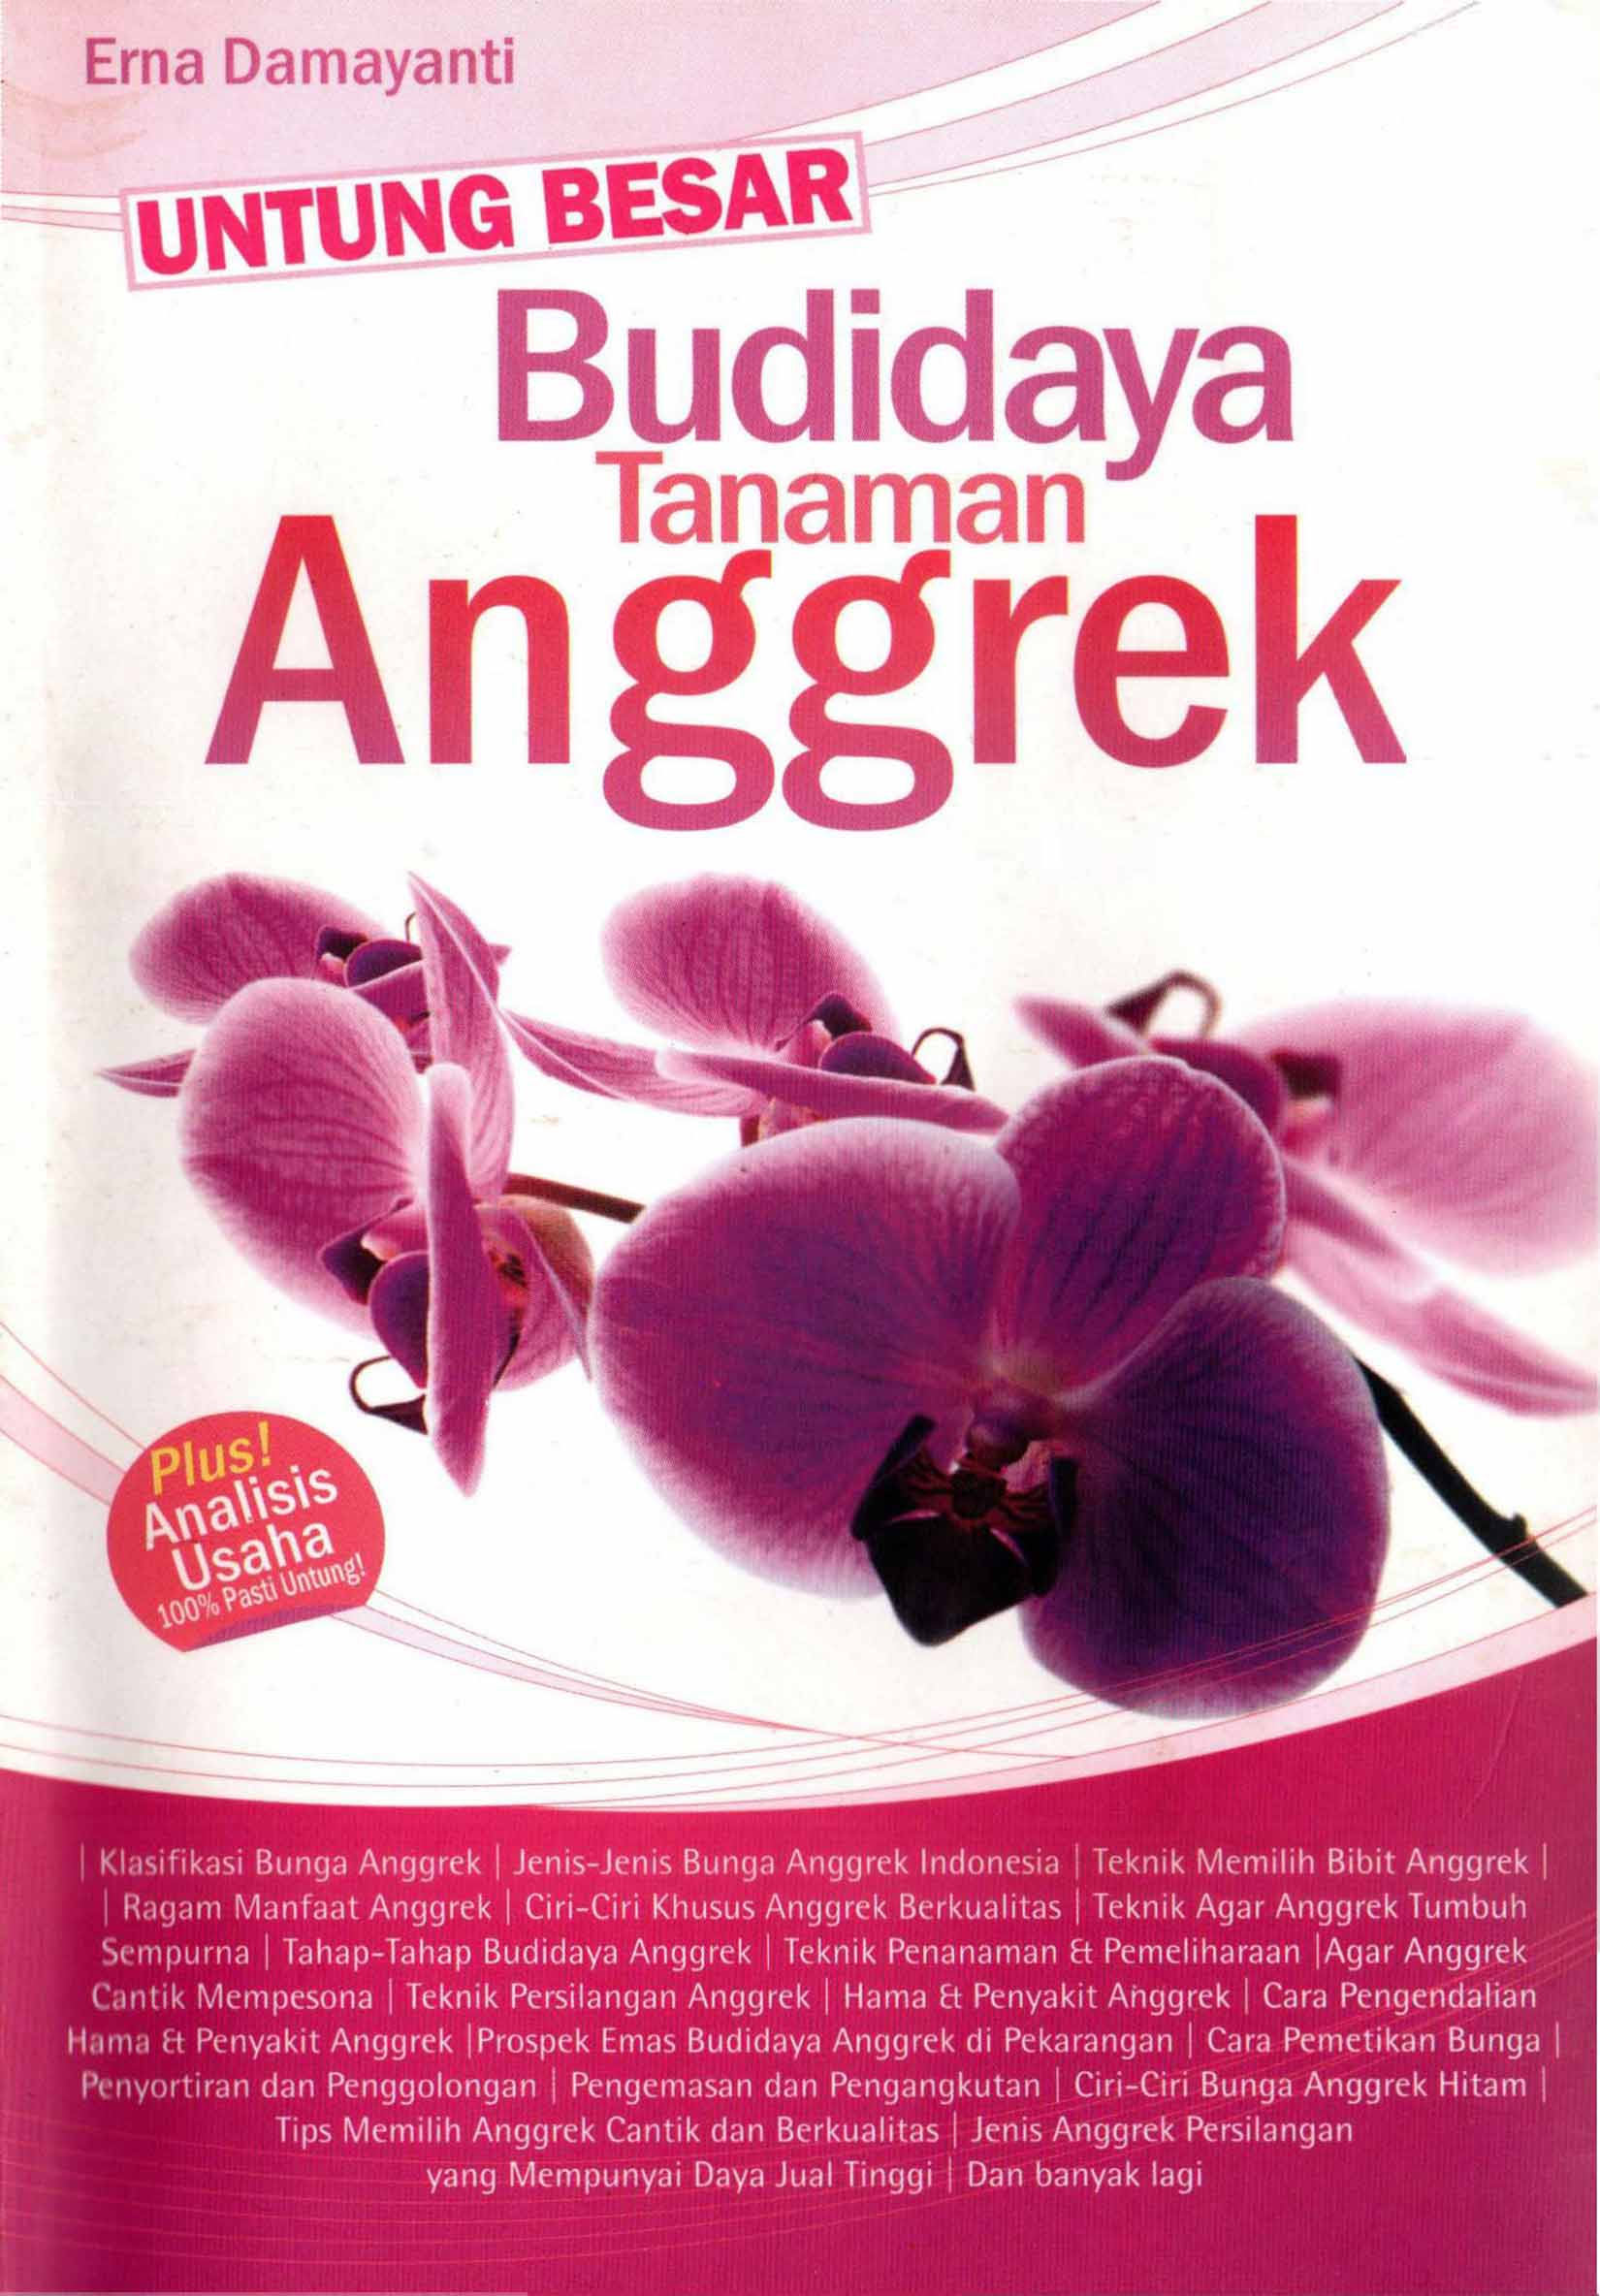 Erna Damayanti
UNTUNG BESAR
Budidaya
Tanaman
Anggrek
Plus!
Analisis
Usaha
100% Pasti Untung!
| Klasifikasi Bunga Anggrek | Jenis-Jenis Bunga Anggrek Indonesia | Teknik Memilih Bibit Anggrek |
| Ragam Manfaat Anggrek | Ciri-Ciri Khusus Anggrek Berkualitas | Teknik Agar Anggrek Tumbuh
Sempurna | Tahap-Tahap Budidaya Anggrek | Teknik Penanaman & Pemeliharaan |Agar Anggrek
Cantik Mempesona | Teknik Persilangan Anggrek | Hama & Penyakit Anggrek | Cara Pengendalian
Hama & Penyakit Anggrek |Prospek Emas Budidaya Anggrek di Pekarangan | Cara Pemetikan Bunga |
Penyortiran dan Penggolongan | Pengemasan dan Pengangkutan | Ciri-Ciri Bunga Anggrek Hitam |
Tips Memilih Anggrek Cantik dan Berkualitas | Jenis Anggrek Persilangan
yang Mempunyai Daya Jual Tinggi | Dan banyak lagi